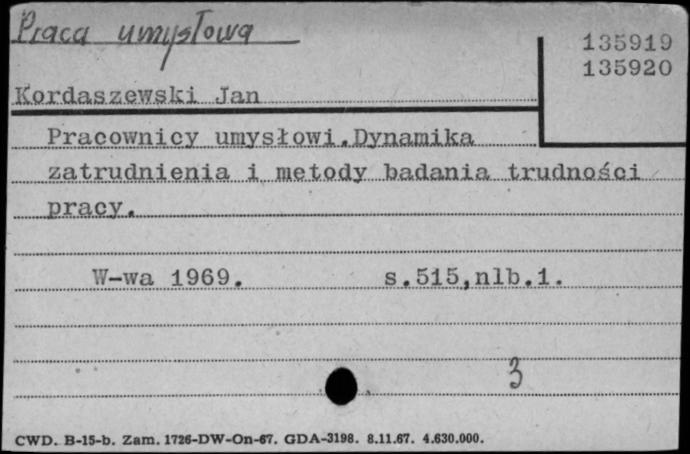 Praca umysłowa
135919
135920
Kordaszewski Jan
Pracownicy umysłowi.Dynamika
zatrudnienia i metody badania trudności
pracy.
W-wa 1969. s.515,nlb.1.
3
CWD. B-15-b. Zam. 1726-DW-On-67. GDA-3198. 8.11.67. 4.630.000.